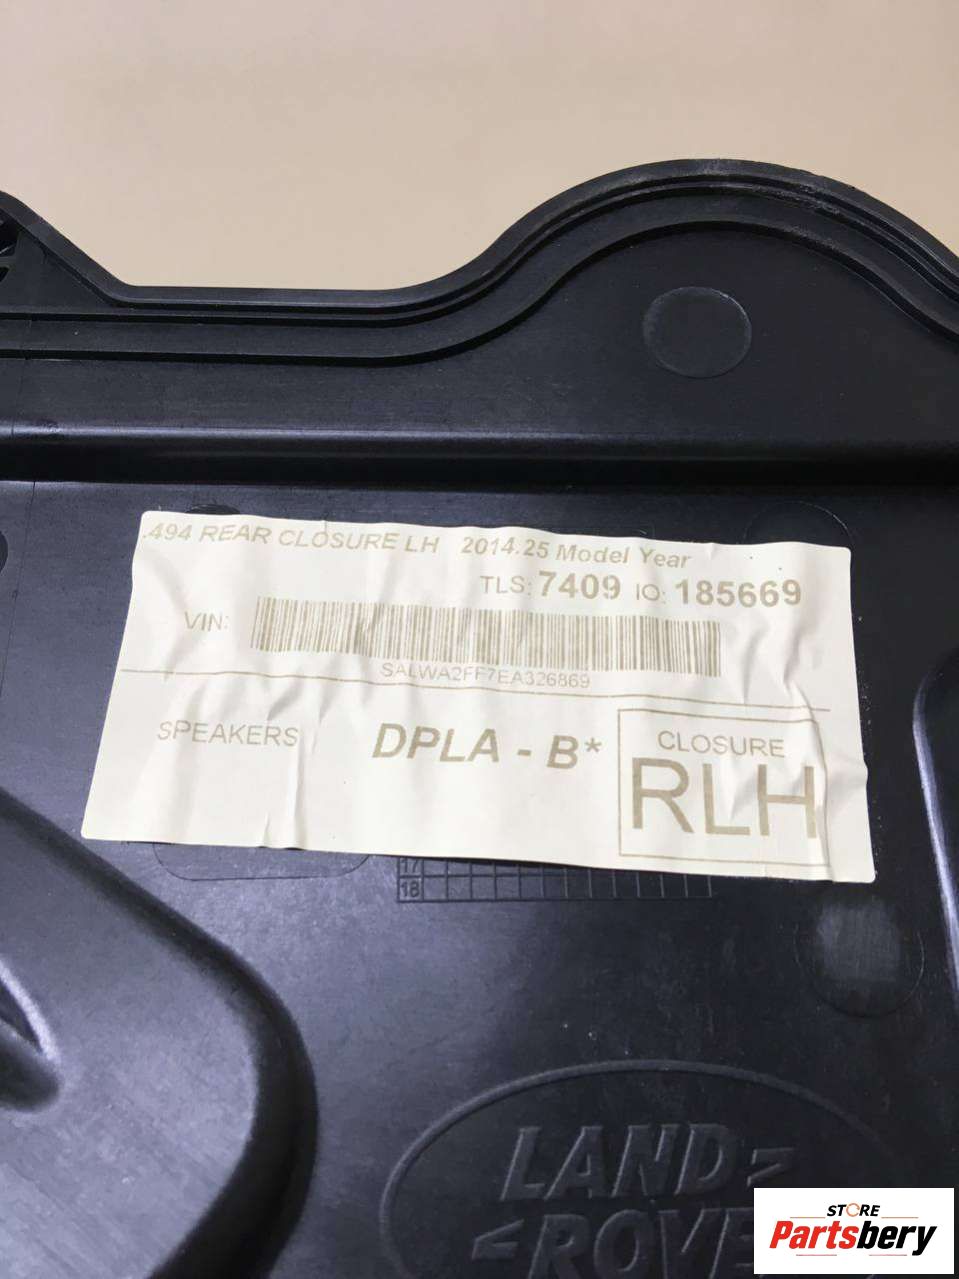 .494 REAR CLOSURE LH 2014.25 Model Year
TLS: 7409 IO: 185669
VIN:
SALWA2FF7EA326869
SPEAKERS DPLA - B*
CLOSURE
RLH
17
18
LAND
ROVE
STORE
Partsbery